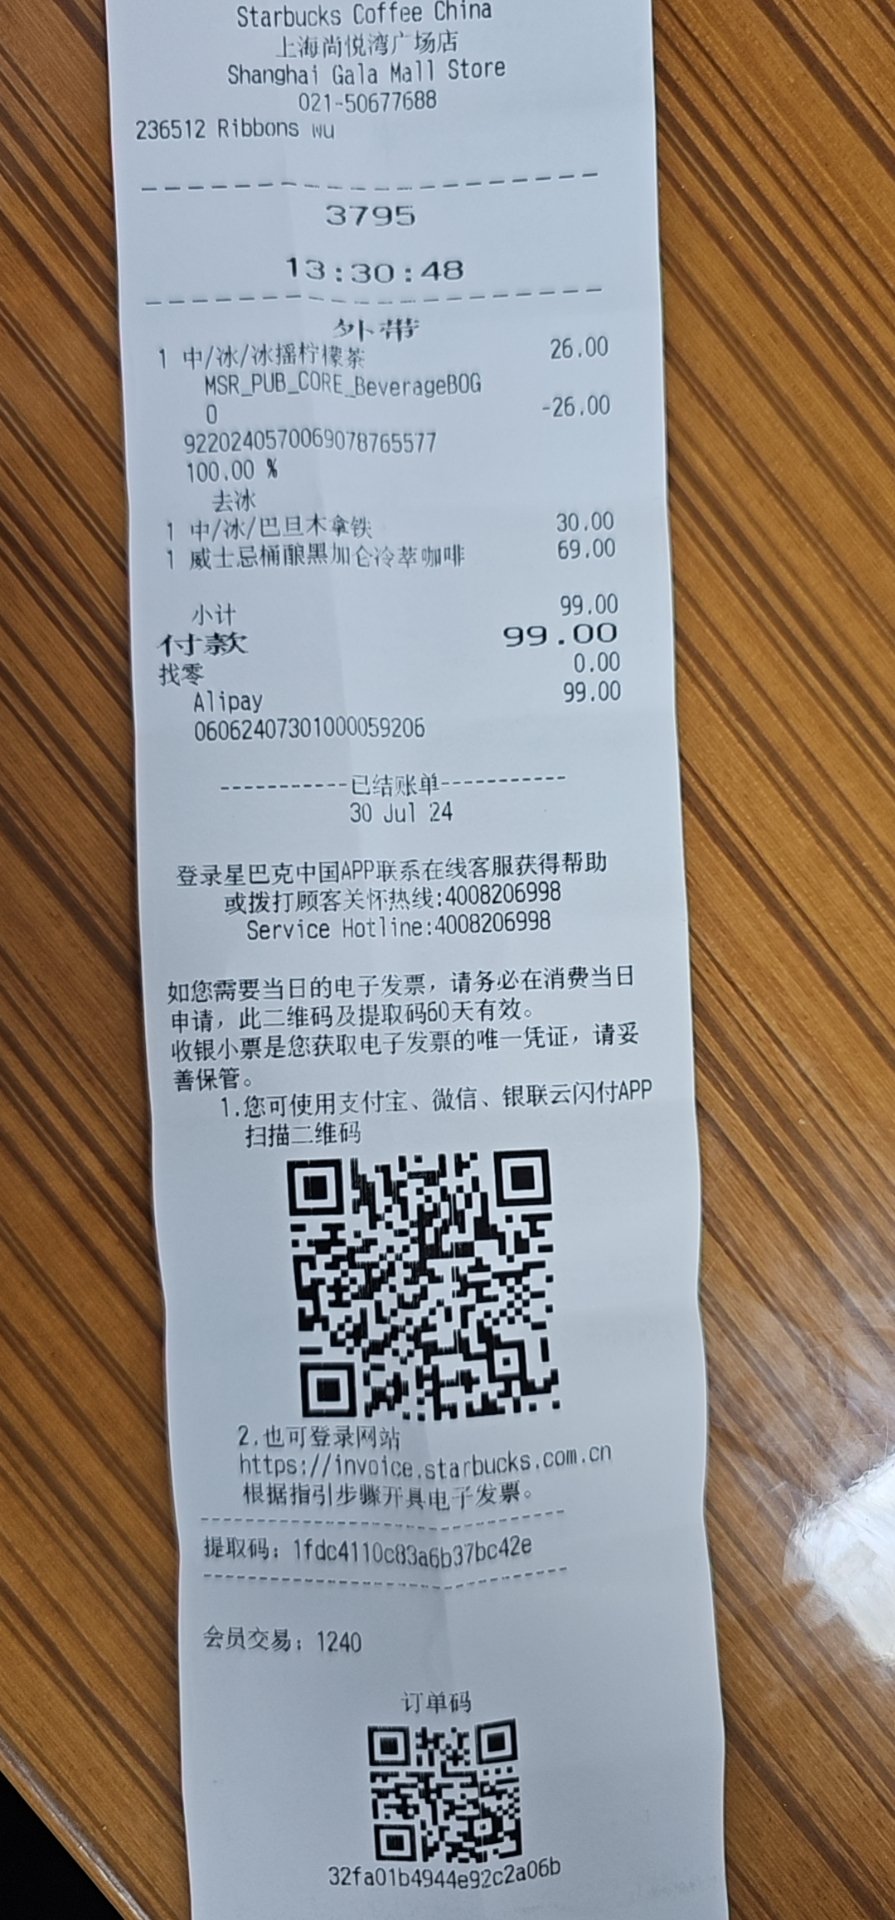 Starbucks Coffee China
上海尚悦湾广场店
Shanghai Gala Mall Store
021-50677688
236512 Ribbons wu
3795
13:30:48
外带
1 中/冰/冰摇柠檬茶 26.00
MSR_PUB_CORE_BeverageBOG
O -26.00
9220240570069078765577
100.00 %
去冰
1 中/冰/巴旦木拿铁 30.00
1 威士忌桶酿黑加仑冷萃咖啡 69.00
小计 99.00
付款 99.00
找零 0.00
Alipay 99.00
06062407301000059206
-----------已结账单-----------
30 Jul 24
登录星巴克中国APP联系在线客服获得帮助
或拨打顾客关怀热线:4008206998
Service Hotline:4008206998
如您需要当日的电子发票，请务必在消费当日
申请，此二维码及提取码60天有效。
收银小票是您获取电子发票的唯一凭证，请妥
善保管。
1.您可使用支付宝、微信、银联云闪付APP
扫描二维码
2.也可登录网站
https://invoice.starbucks.com.cn
根据指引步骤开具电子发票。
提取码：1fdc4110c83a6b37bc42e
会员交易：1240
订单码
32fa01b4944e92c2a06b